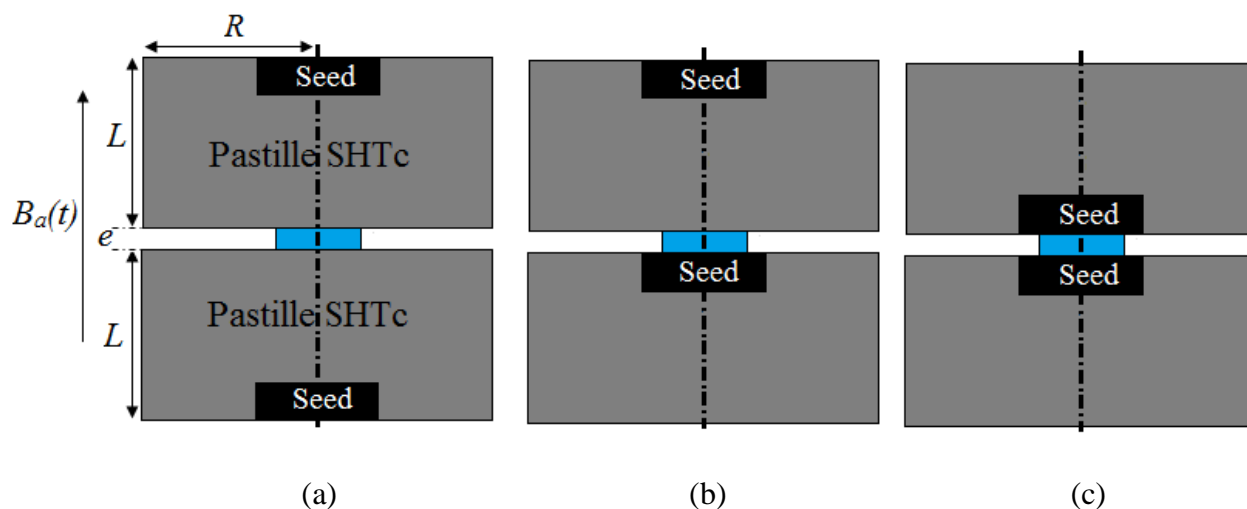 R
Seed
L
Pastille SHTc
Ba(t)
e
Pastille SHTc
L
Seed
Seed
Seed
Seed
Seed
(a)
(b)
(c)